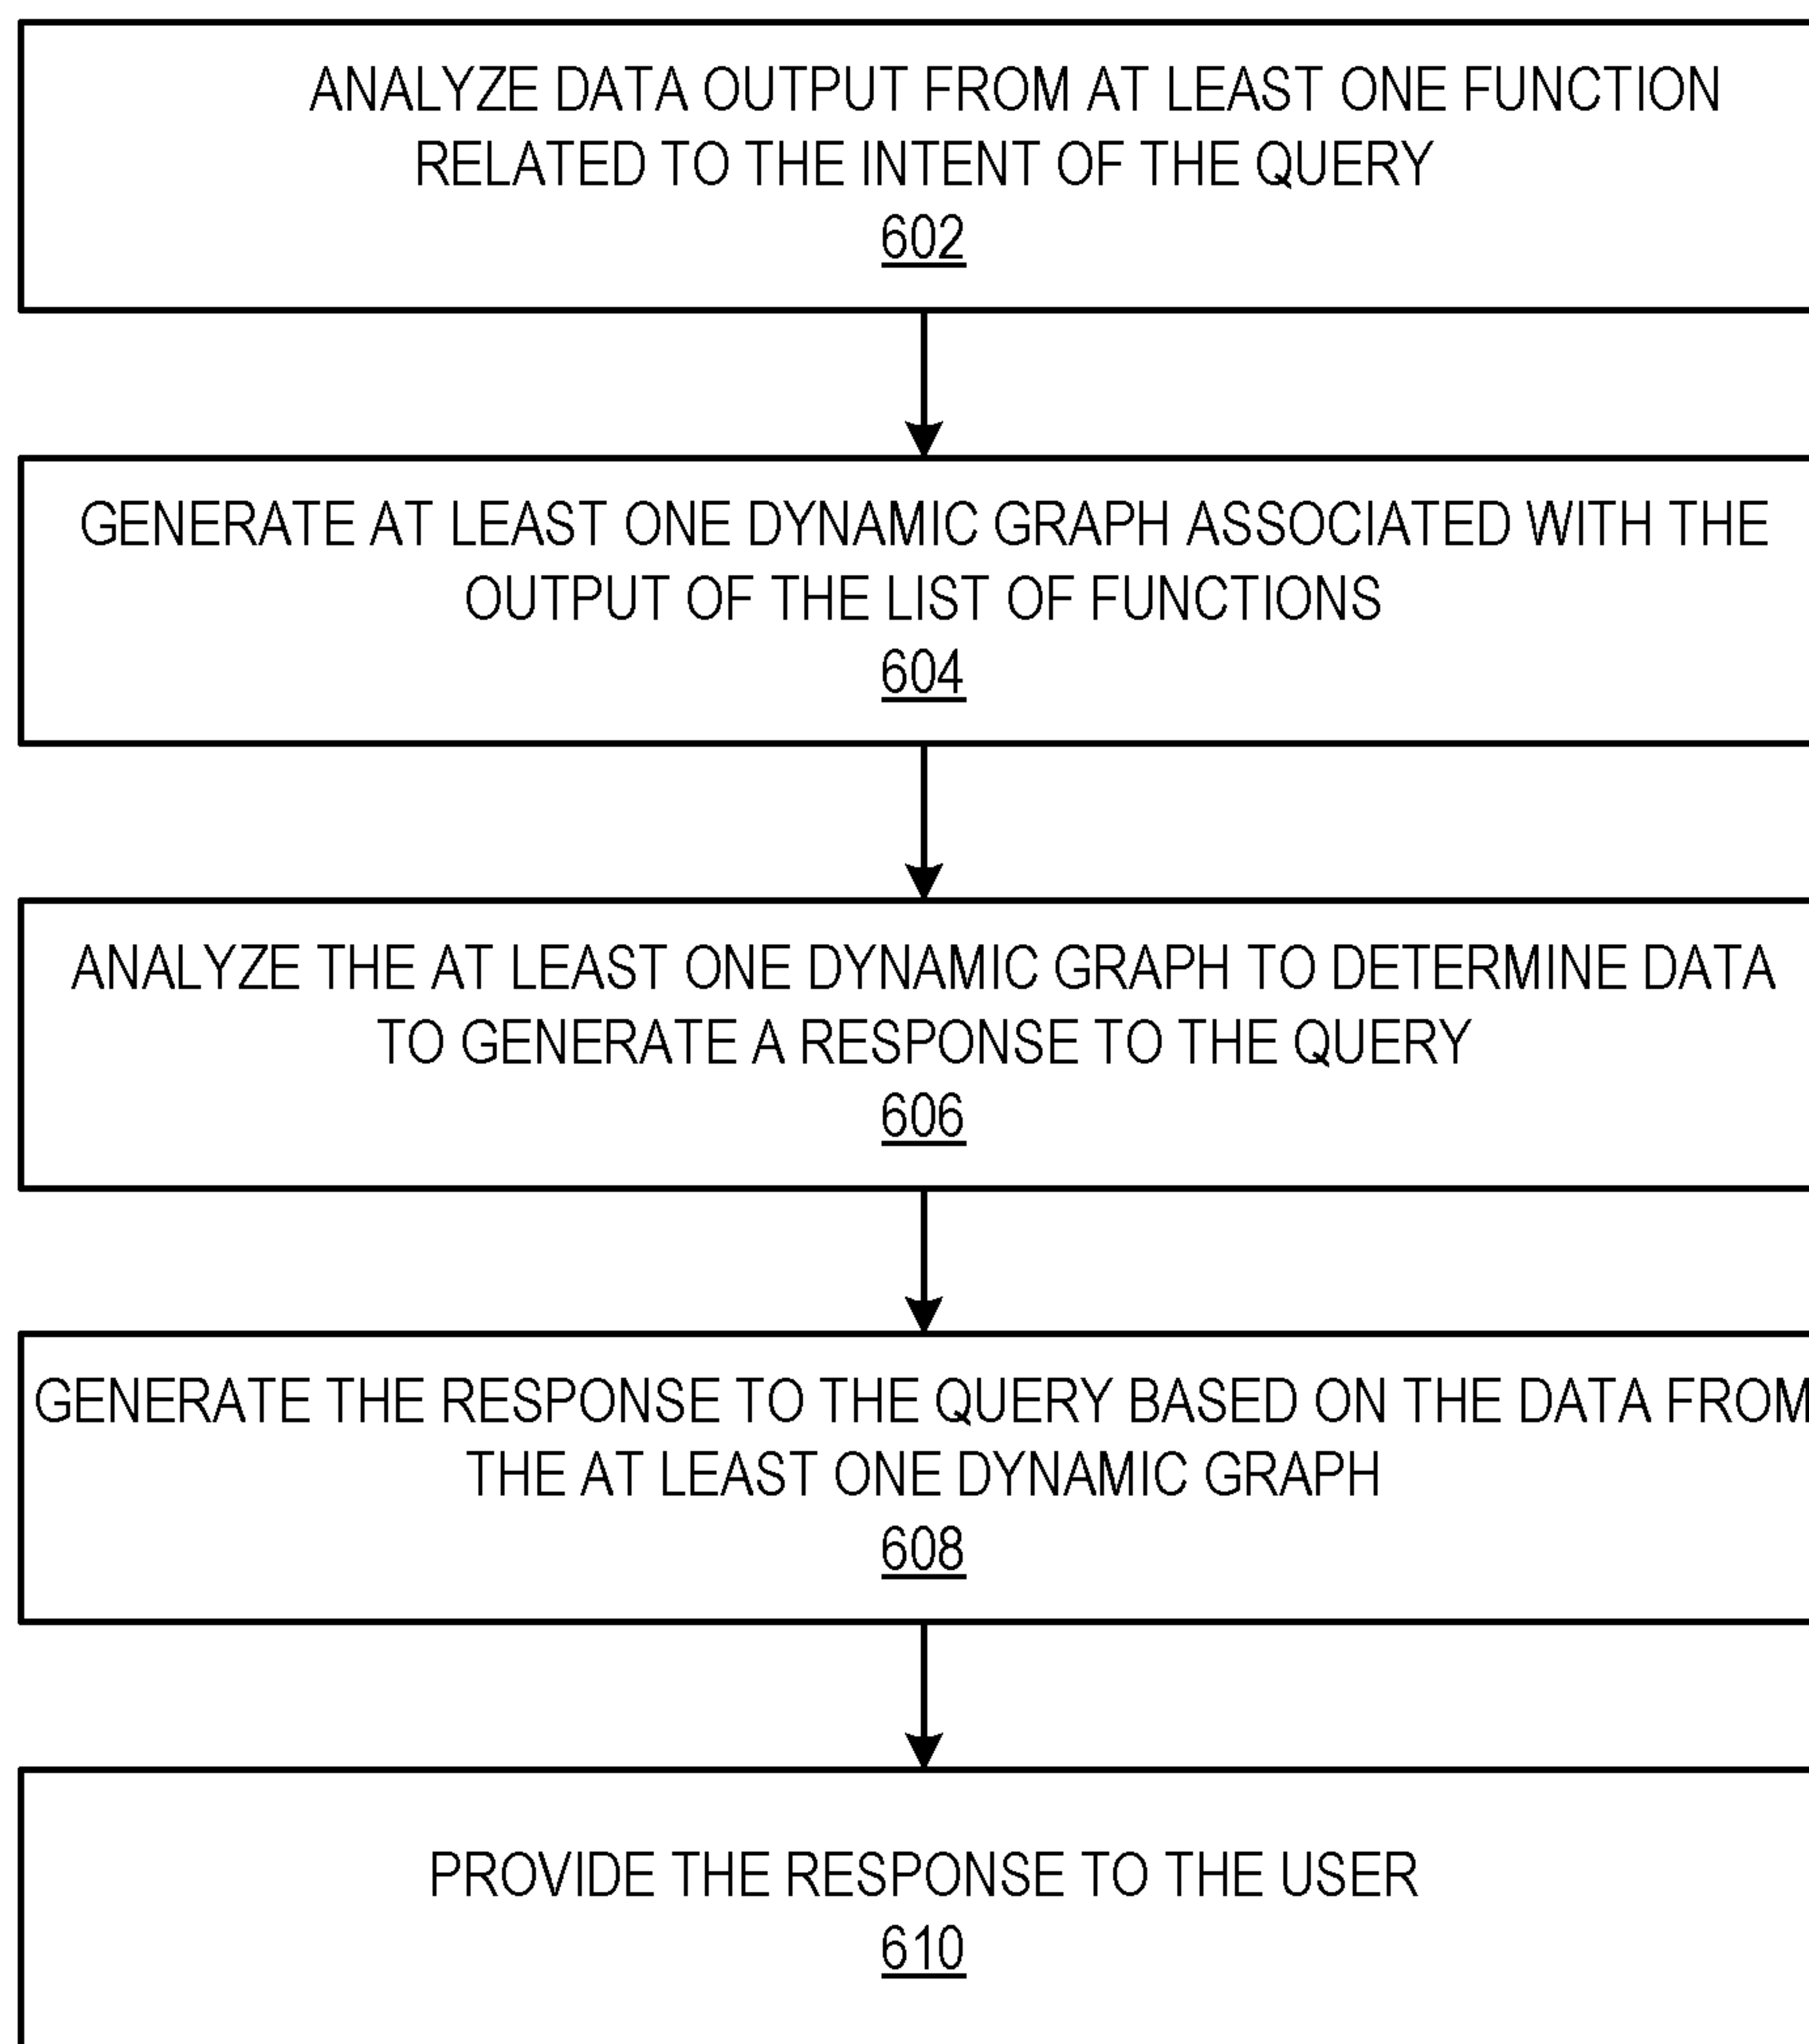 ANALYZE DATA OUTPUT FROM AT LEAST ONE FUNCTION
RELATED TO THE INTENT OF THE QUERY
602
GENERATE AT LEAST ONE DYNAMIC GRAPH ASSOCIATED WITH THE
OUTPUT OF THE LIST OF FUNCTIONS
604
ANALYZE THE AT LEAST ONE DYNAMIC GRAPH TO DETERMINE DATA
TO GENERATE A RESPONSE TO THE QUERY
606
GENERATE THE RESPONSE TO THE QUERY BASED ON THE DATA FROM
THE AT LEAST ONE DYNAMIC GRAPH
608
PROVIDE THE RESPONSE TO THE USER
610